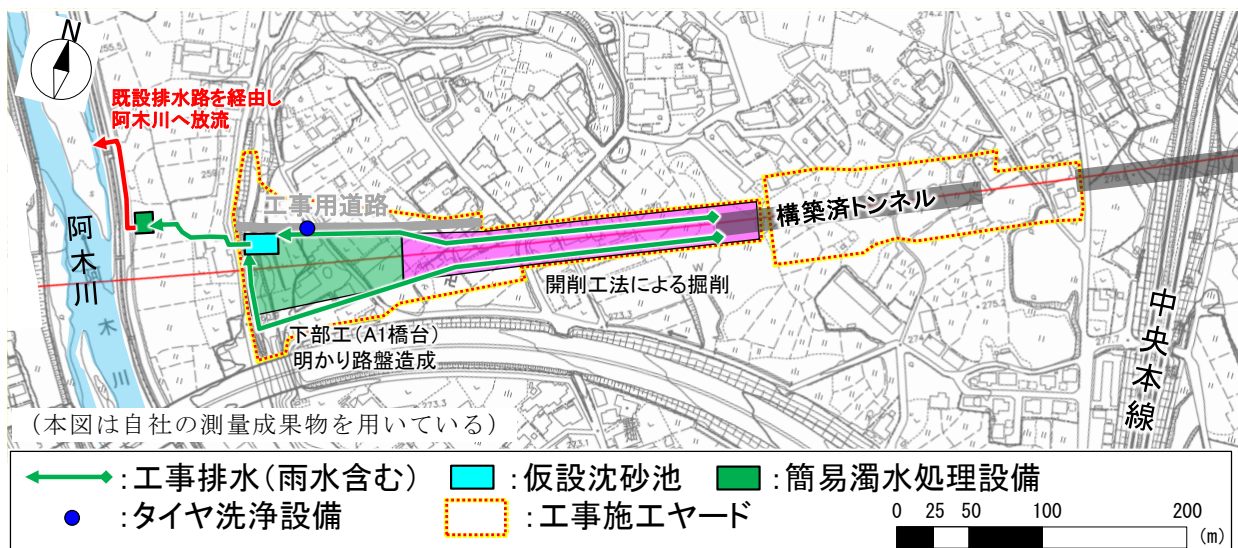 N
既設排水路を経由し
阿木川へ放流
工事用道路
構築済トンネル
阿木川
木
川
開削工法による掘削
下部工(A1橋台)
明かり路盤造成
中央本線
(本図は自社の測量成果物を用いている)
:工事排水(雨水含む)
:仮設沈砂池
:簡易濁水処理設備
:タイヤ洗浄設備
:工事施工ヤード
0 25 50 100 200
(m)